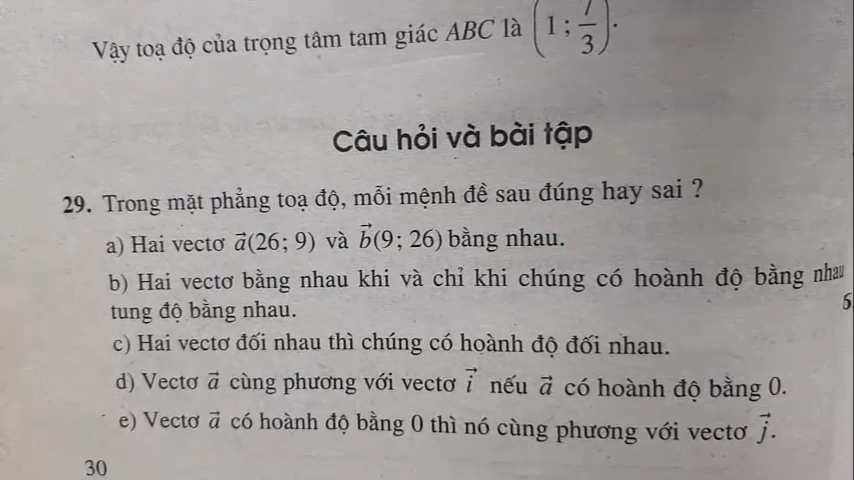 Vậy toạ độ của trọng tâm tam giác ABC là (1; 7/3).
Câu hỏi và bài tập
29. Trong mặt phẳng toạ độ, mỗi mệnh đề sau đúng hay sai ?
a) Hai vectơ a⃗(26; 9) và b⃗(9; 26) bằng nhau.
b) Hai vectơ bằng nhau khi và chỉ khi chúng có hoành độ bằng nhau
tung độ bằng nhau.
c) Hai vectơ đối nhau thì chúng có hoành độ đối nhau.
d) Vectơ a⃗ cùng phương với vectơ i⃗ nếu a⃗ có hoành độ bằng 0.
e) Vectơ a⃗ có hoành độ bằng 0 thì nó cùng phương với vectơ j⃗.
30